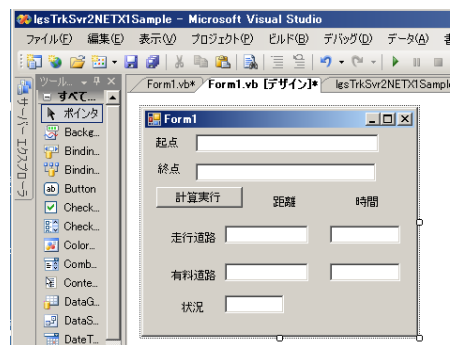 lgsTrkSvr2NETX1Sample - Microsoft Visual Studio
ファイル(F) 編集(E) 表示(V) プロジェクト(P) ビルド(B) デバッグ(D) データ(A)
ツール... Form1.vb* Form1.vb [デザイン]* lgsTrkSvr2NETX1Sampl
サーバー エクスプローラ
すべて...
ポインタ
Backg...
Bindin...
Bindin...
Button
Check...
Check...
Color...
Comb...
Conte...
DataG...
DataS...
DateT...
Form1
起点
終点
計算実行 距離 時間
走行道路
有料道路
状況